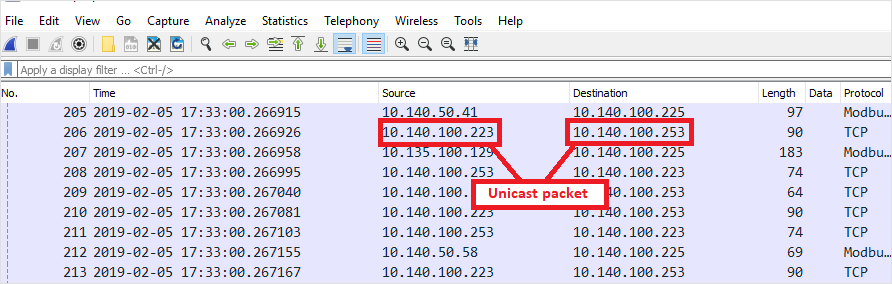 File Edit View Go Capture Analyze Statistics Telephony Wireless Tools Help
Apply a display filter ... <Ctrl-/>
No. Time Source Destination Length Data Protocol
205 2019-02-05 17:33:00.266915 10.140.50.41 10.140.100.225 97 Modbu...
206 2019-02-05 17:33:00.266926 10.140.100.223 10.140.100.253 90 TCP
207 2019-02-05 17:33:00.266958 10.135.100.129 10.140.100.225 183 Modbu...
208 2019-02-05 17:33:00.266995 10.140.100.253 10.140.100.223 74 TCP
Unicast packet
209 2019-02-05 17:33:00.267040 10.140.100. 64 TCP
210 2019-02-05 17:33:00.267081 10.140.100.223 10.140.100.253 90 TCP
211 2019-02-05 17:33:00.267103 10.140.100.253 10.140.100.223 74 TCP
212 2019-02-05 17:33:00.267155 10.140.50.58 10.140.100.225 69 Modbu...
213 2019-02-05 17:33:00.267167 10.140.100.223 10.140.100.253 90 TCP